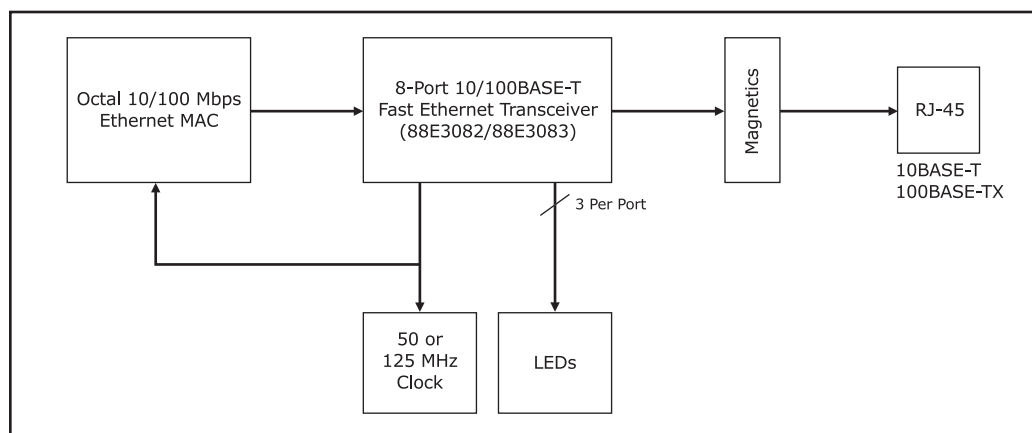 Octal 10/100 Mbps
Ethernet MAC
8-Port 10/100BASE-T
Fast Ethernet Transceiver
(88E3082/88E3083)
Magnetics
RJ-45
10BASE-T
100BASE-TX
3 Per Port
50 or
125 MHz
Clock
LEDs